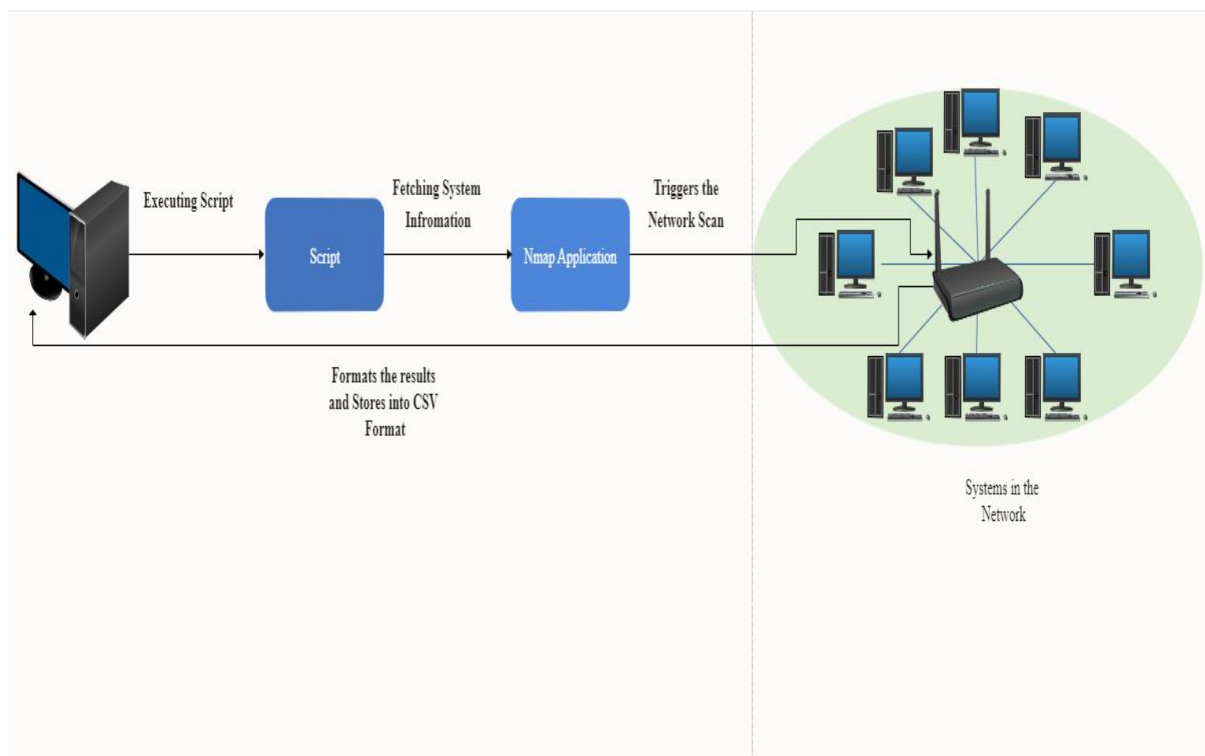 Executing Script
Script
Fetching System
Infromation
Nmap Application
Triggers the
Network Scan
Formats the results
and Stores into CSV
Format
Systems in the
Network